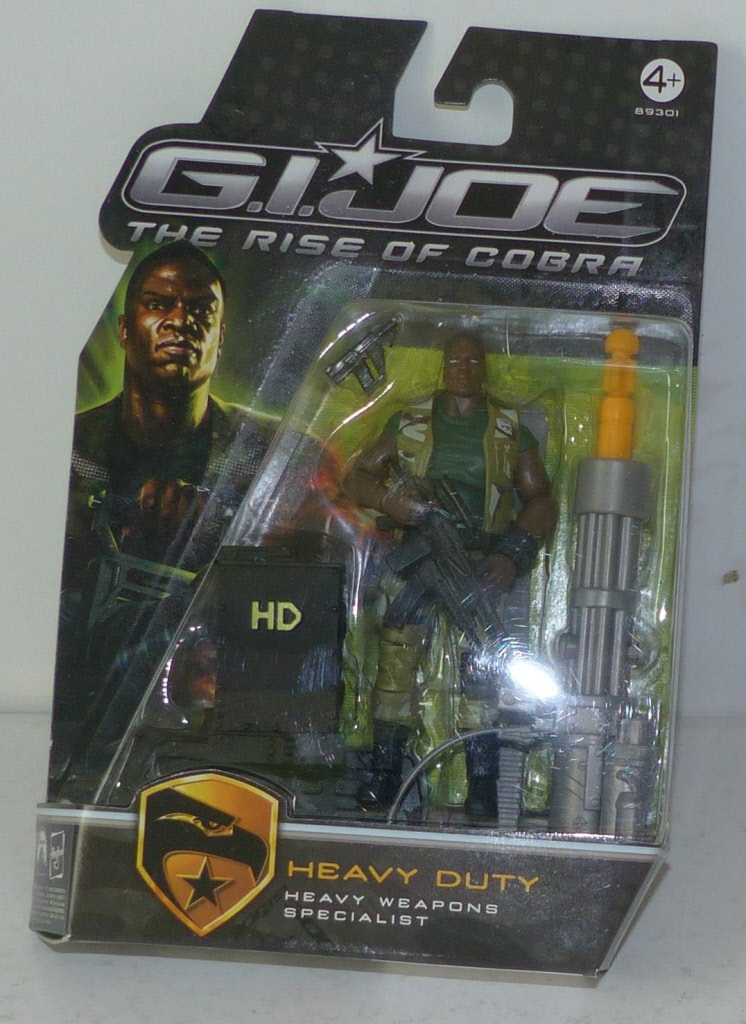 4+
89301
G.I.JOE
THE RISE OF COBRA
HD
HEAVY DUTY
HEAVY WEAPONS
SPECIALIST